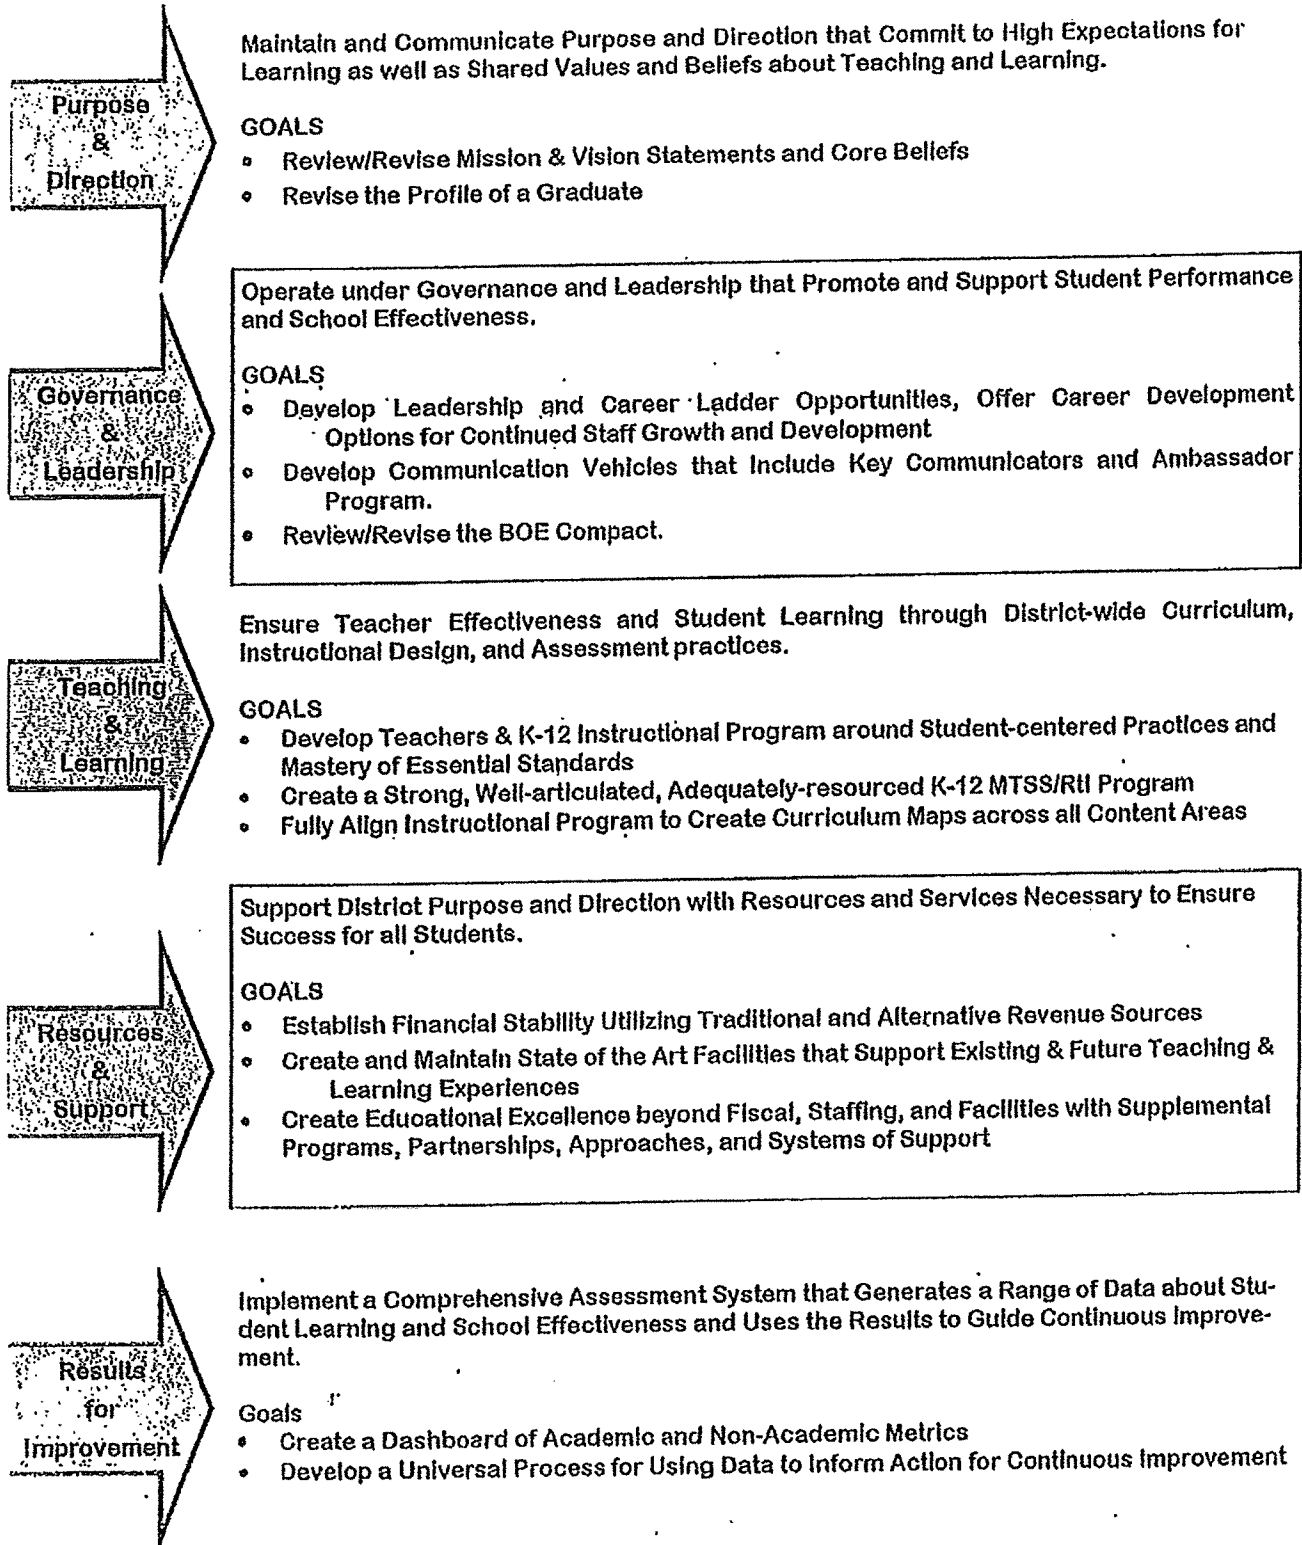 Purpose
&
Direction
Maintain and Communicate Purpose and Direction that Commit to High Expectations for
Learning as well as Shared Values and Beliefs about Teaching and Learning.
GOALS
• Review/Revise Mission & Vision Statements and Core Beliefs
• Revise the Profile of a Graduate
Governance
&
Leadership
Operate under Governance and Leadership that Promote and Support Student Performance
and School Effectiveness.
GOALS
• Develop Leadership and Career Ladder Opportunities, Offer Career Development
Options for Continued Staff Growth and Development
• Develop Communication Vehicles that Include Key Communicators and Ambassador
Program.
• Review/Revise the BOE Compact.
Teaching
&
Learning
Ensure Teacher Effectiveness and Student Learning through District-wide Curriculum,
Instructional Design, and Assessment practices.
GOALS
• Develop Teachers & K-12 Instructional Program around Student-centered Practices and
Mastery of Essential Standards
• Create a Strong, Well-articulated, Adequately-resourced K-12 MTSS/RtI Program
• Fully Align Instructional Program to Create Curriculum Maps across all Content Areas
Resources
&
Support
Support District Purpose and Direction with Resources and Services Necessary to Ensure
Success for all Students.
GOALS
• Establish Financial Stability Utilizing Traditional and Alternative Revenue Sources
• Create and Maintain State of the Art Facilities that Support Existing & Future Teaching &
Learning Experiences
• Create Educational Excellence beyond Fiscal, Staffing, and Facilities with Supplemental
Programs, Partnerships, Approaches, and Systems of Support
Results
for
Improvement
Implement a Comprehensive Assessment System that Generates a Range of Data about Stu-
dent Learning and School Effectiveness and Uses the Results to Guide Continuous Improve-
ment.
Goals
• Create a Dashboard of Academic and Non-Academic Metrics
• Develop a Universal Process for Using Data to Inform Action for Continuous Improvement